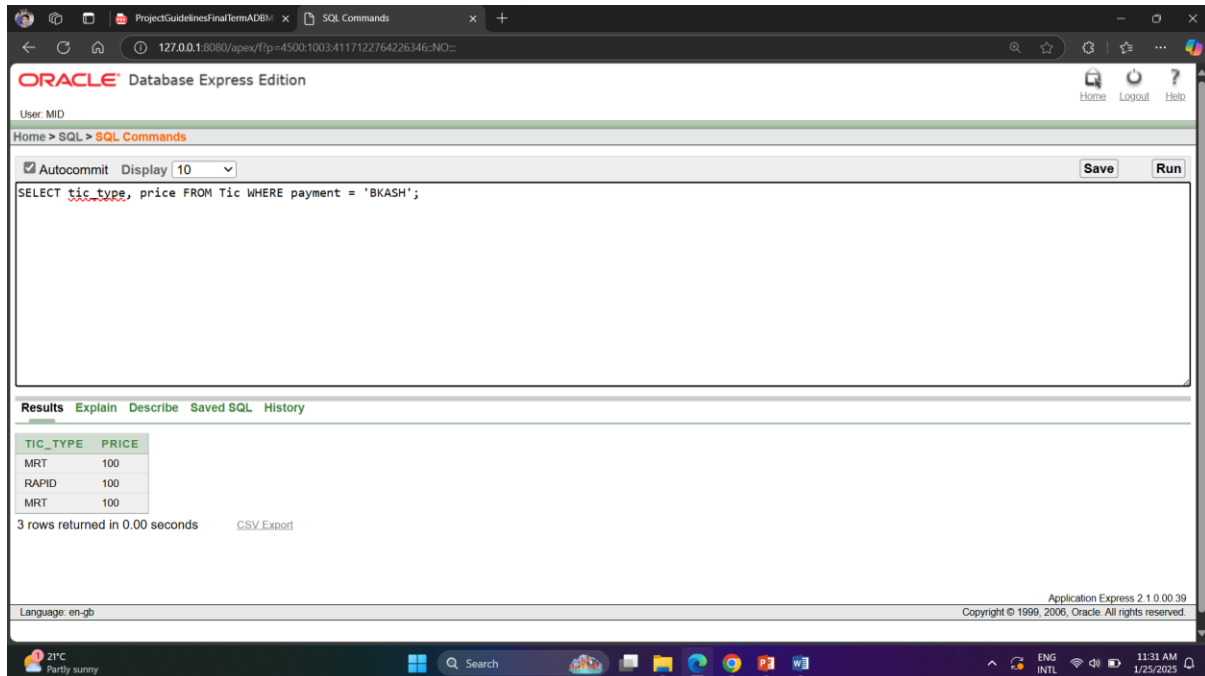 ProjectGuidelinesFinalTermADBM
SQL Commands
127.0.0.1:8080/apex/f?p=4500:1003:4117122764226346::NO:::
ORACLE Database Express Edition
Home Logout Help
User: MID
Home > SQL > SQL Commands
Autocommit Display 10
Save Run
SELECT tic_type, price FROM Tic WHERE payment = 'BKASH';
Results Explain Describe Saved SQL History
TIC_TYPE PRICE
MRT 100
RAPID 100
MRT 100
3 rows returned in 0.00 seconds CSV Export
Application Express 2.1.0.00.39
Language: en-gb Copyright © 1999, 2006, Oracle. All rights reserved.
1
21°C
Partly sunny
Search
ENG
INTL
11:31 AM
1/25/2025